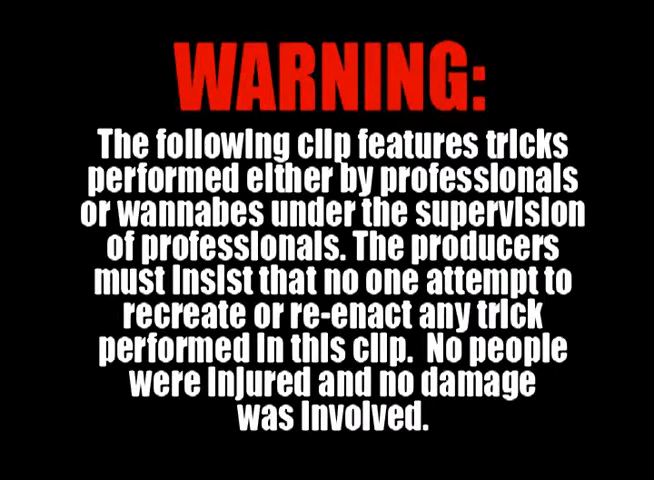 WARNING:
The following clip features tricks
performed either by professionals
or wannabes under the supervision
of professionals. The producers
must insist that no one attempt to
recreate or re-enact any trick
performed in this clip. No people
were injured and no damage
was involved.